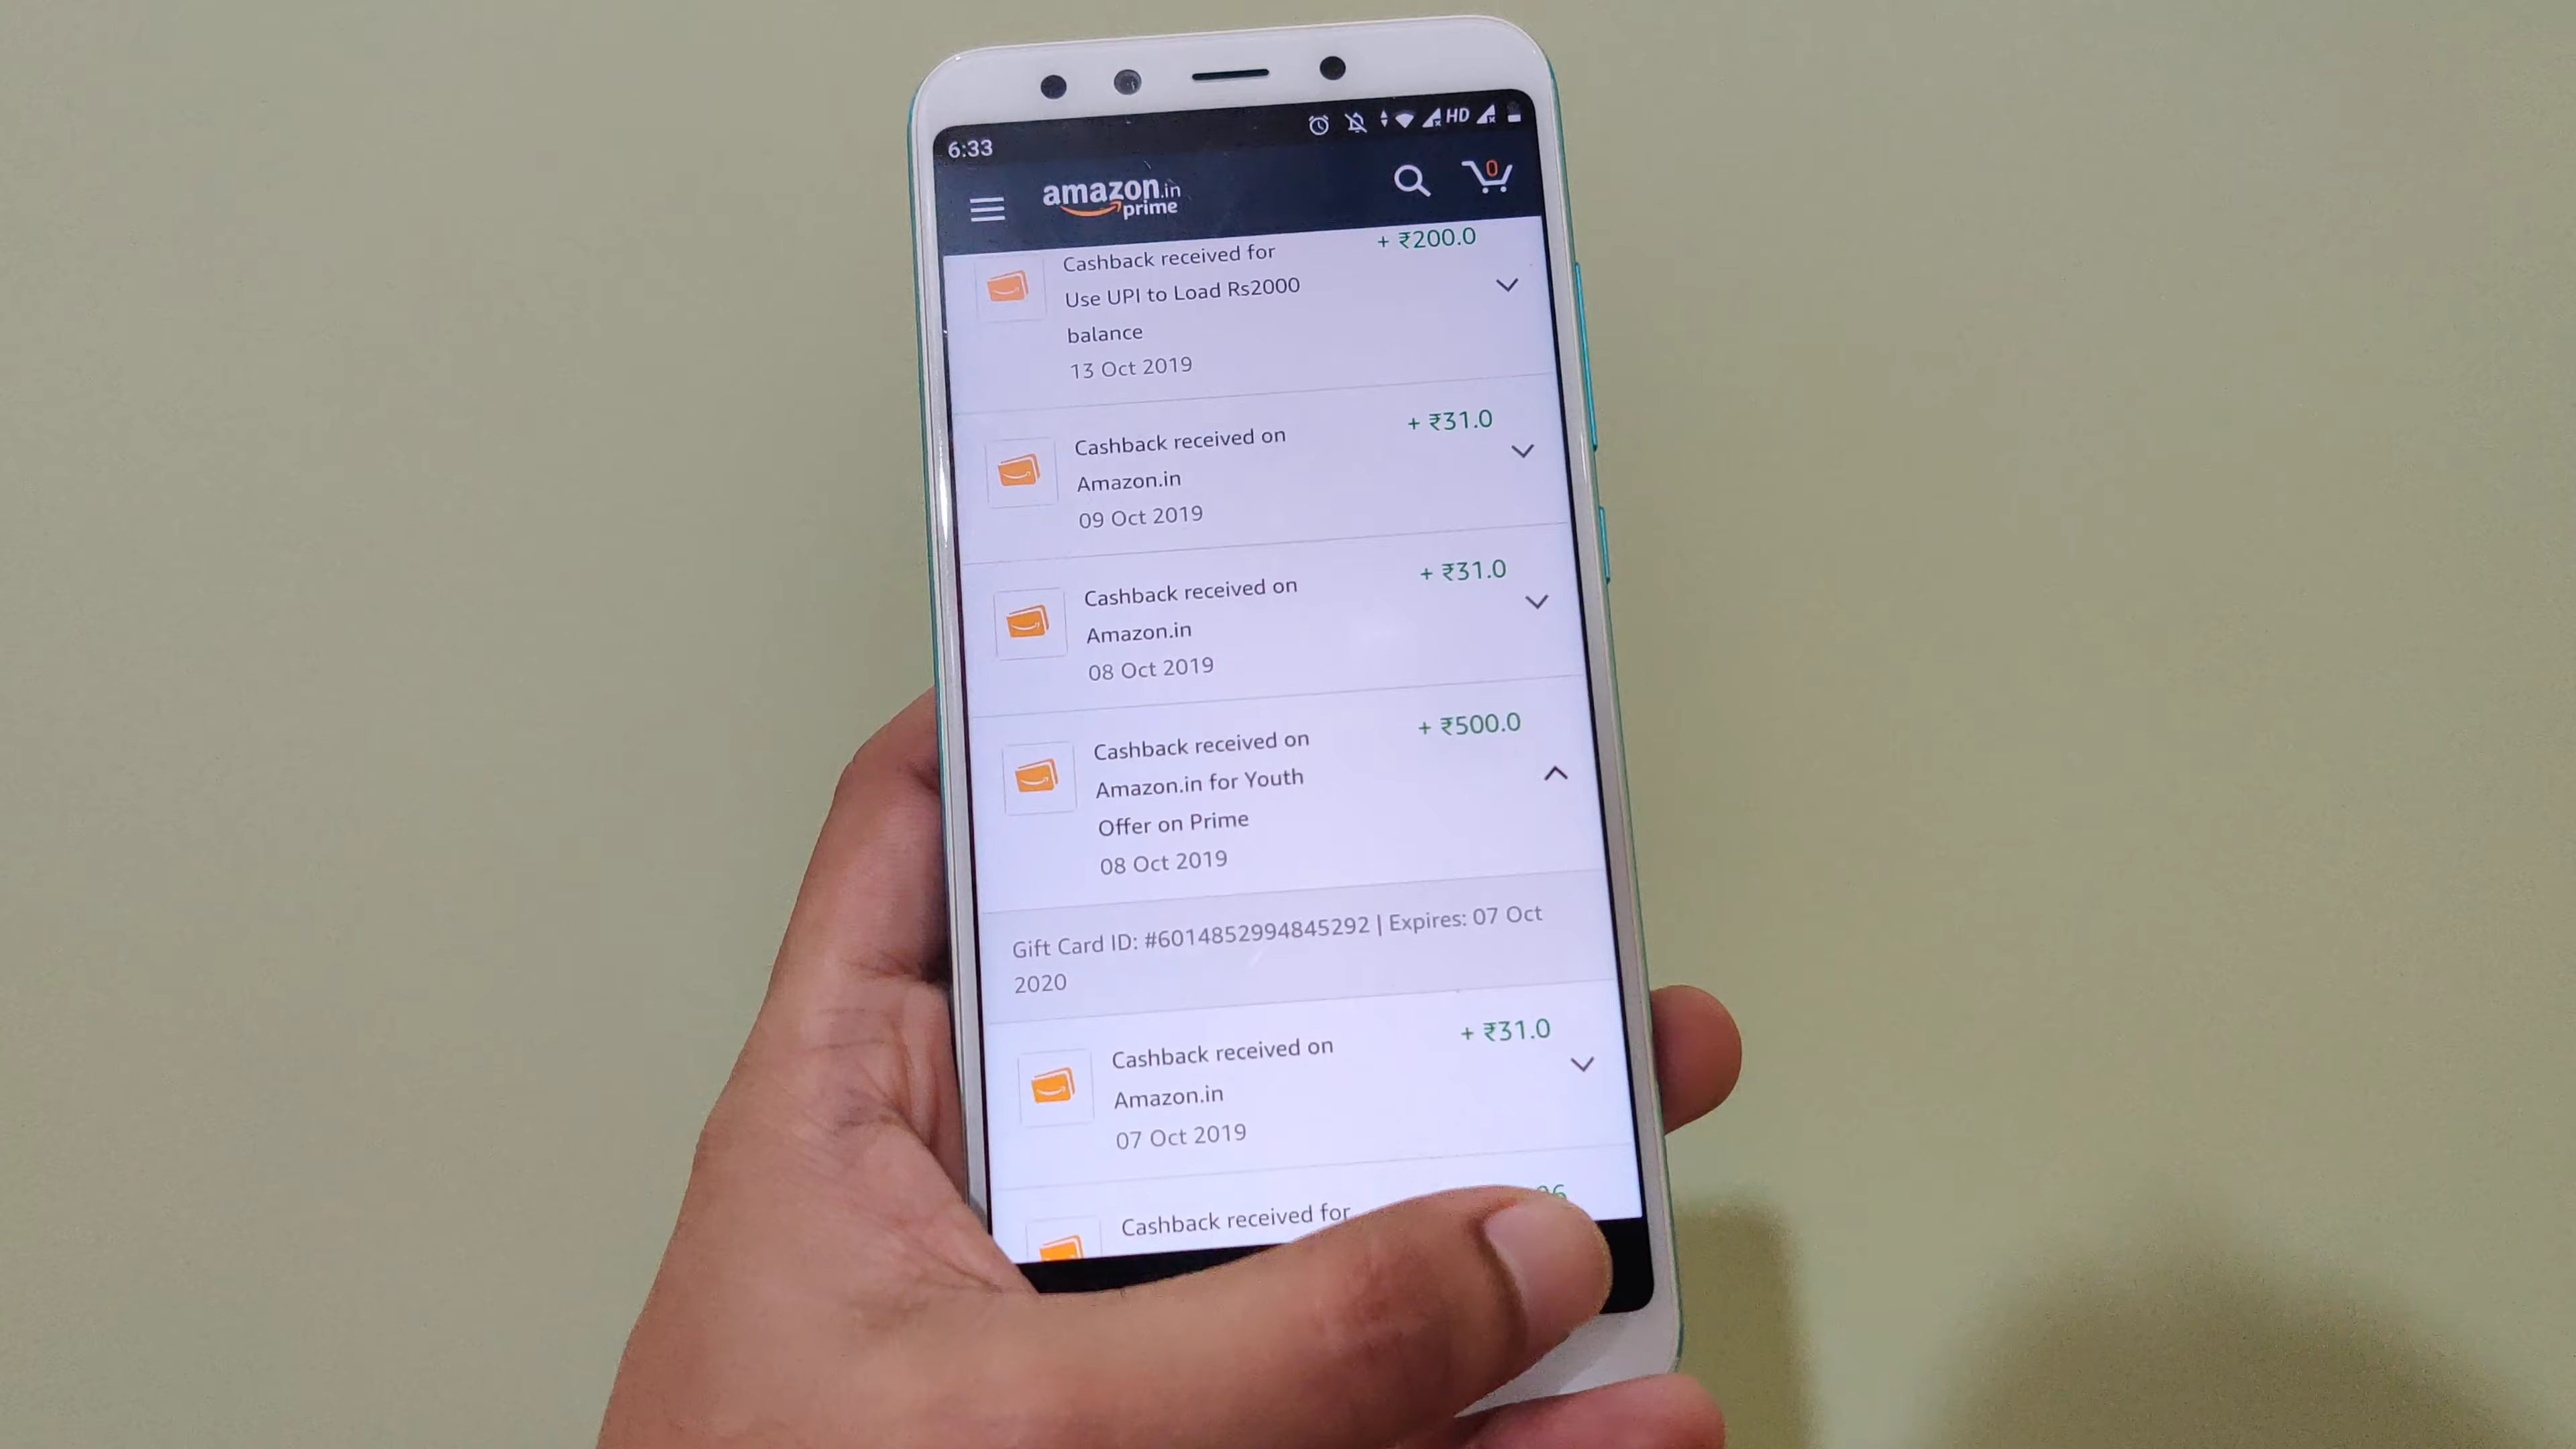 6:33
HD
amazon.in
prime
0
Cashback received for
+ ₹200.0
Use UPI to Load Rs2000
balance
13 Oct 2019
Cashback received on
+ ₹31.0
Amazon.in
09 Oct 2019
Cashback received on
+ ₹31.0
Amazon.in
08 Oct 2019
Cashback received on
+ ₹500.0
Amazon.in for Youth
Offer on Prime
08 Oct 2019
Gift Card ID: #6014852994845292 | Expires: 07 Oct
2020
Cashback received on
+ ₹31.0
Amazon.in
07 Oct 2019
Cashback received for